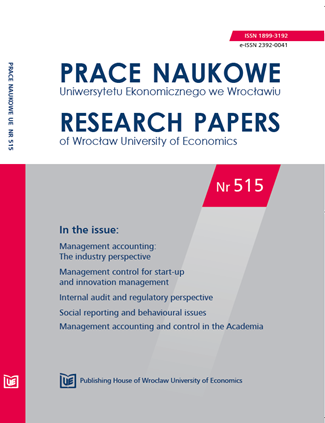 ISSN 1899-3192
e-ISSN 2392-0041
PRACE NAUKOWE
Uniwersytetu Ekonomicznego we Wrocławiu
RESEARCH PAPERS
of Wrocław University of Economics
PRACE NAUKOWE UE NR 515
Nr 515
In the issue:
Management accounting:
The industry perspective
Management control for start-up
and innovation management
Internal audit and regulatory perspective
Social reporting and behavioural issues
Management accounting and control in the Academia
UE
UE
Publishing House of Wrocław University of Economics